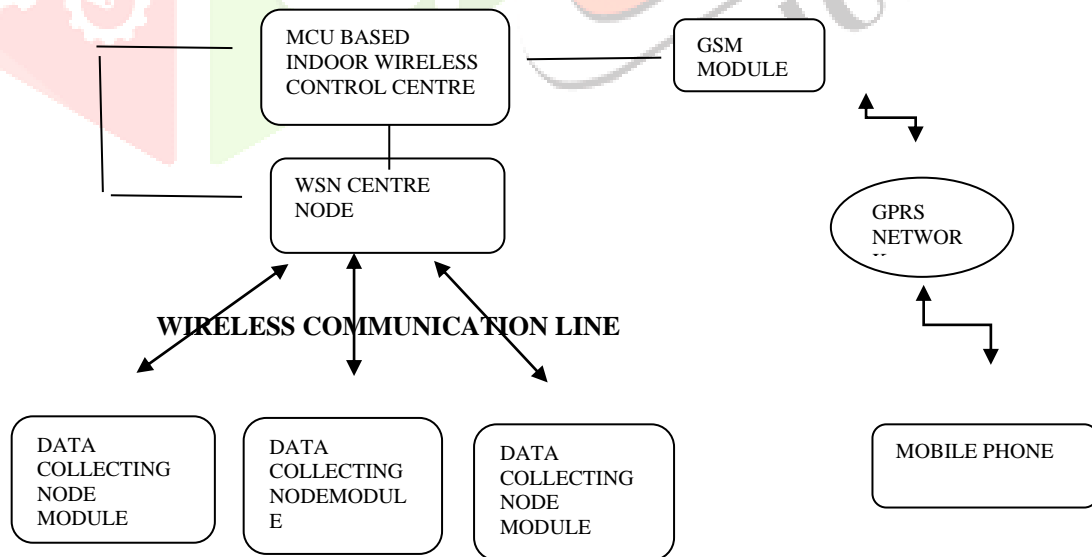 MCU BASED
INDOOR WIRELESS
CONTROL CENTRE
GSM
MODULE
WSN CENTRE
NODE
GPRS
NETWOR
WIRELESS COMMUNICATION LINE
DATA
COLLECTING
NODE
MODULE
DATA
COLLECTING
NODEMODUL
E
DATA
COLLECTING
NODE
MODULE
MOBILE PHONE